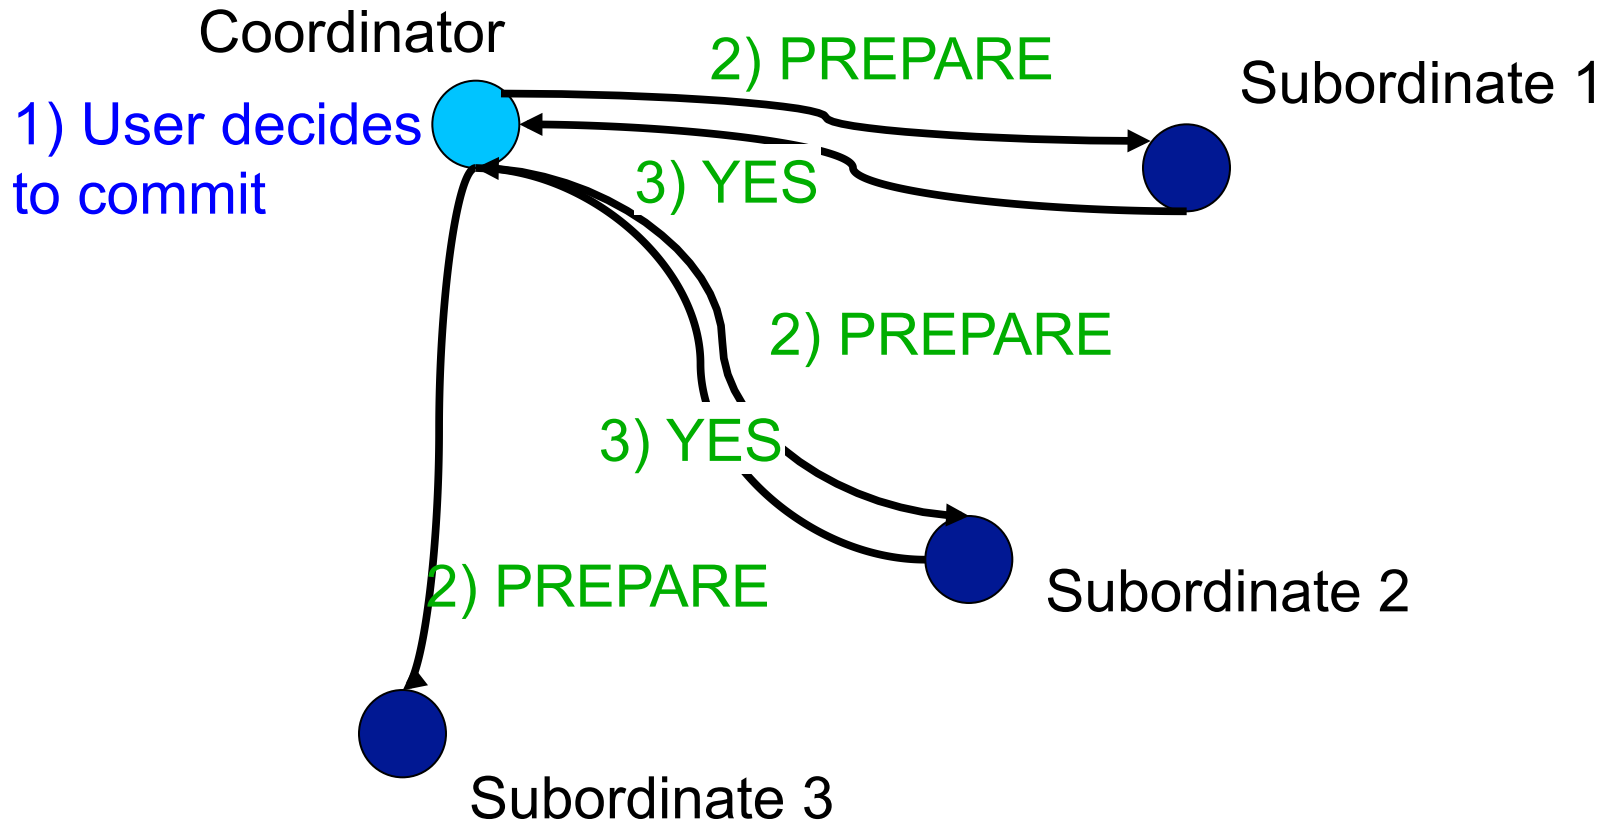 Coordinator
2) PREPARE
Subordinate 1
1) User decides
to commit
3) YES
2) PREPARE
3) YES
2) PREPARE
Subordinate 2
Subordinate 3